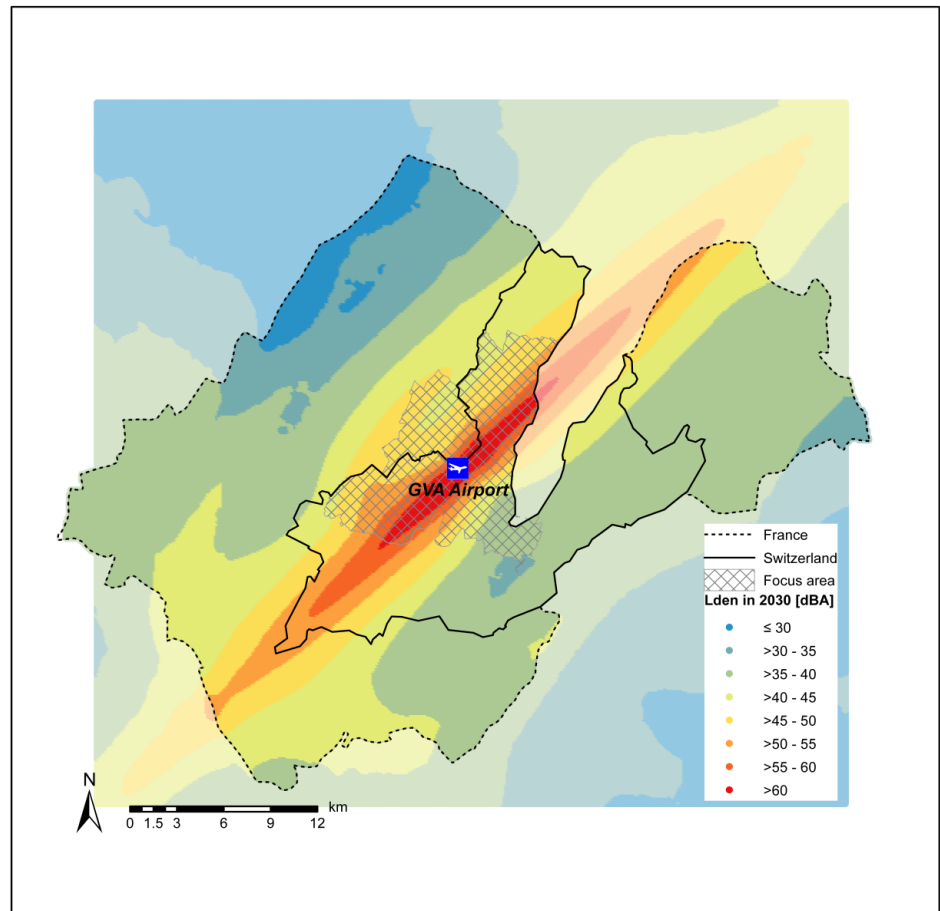 GVA Airport
France
Switzerland
Focus area
Lden in 2030 [dBA]
≤ 30
>30 - 35
>35 - 40
>40 - 45
>45 - 50
>50 - 55
>55 - 60
>60
N
km
0 1.5 3 6 9 12